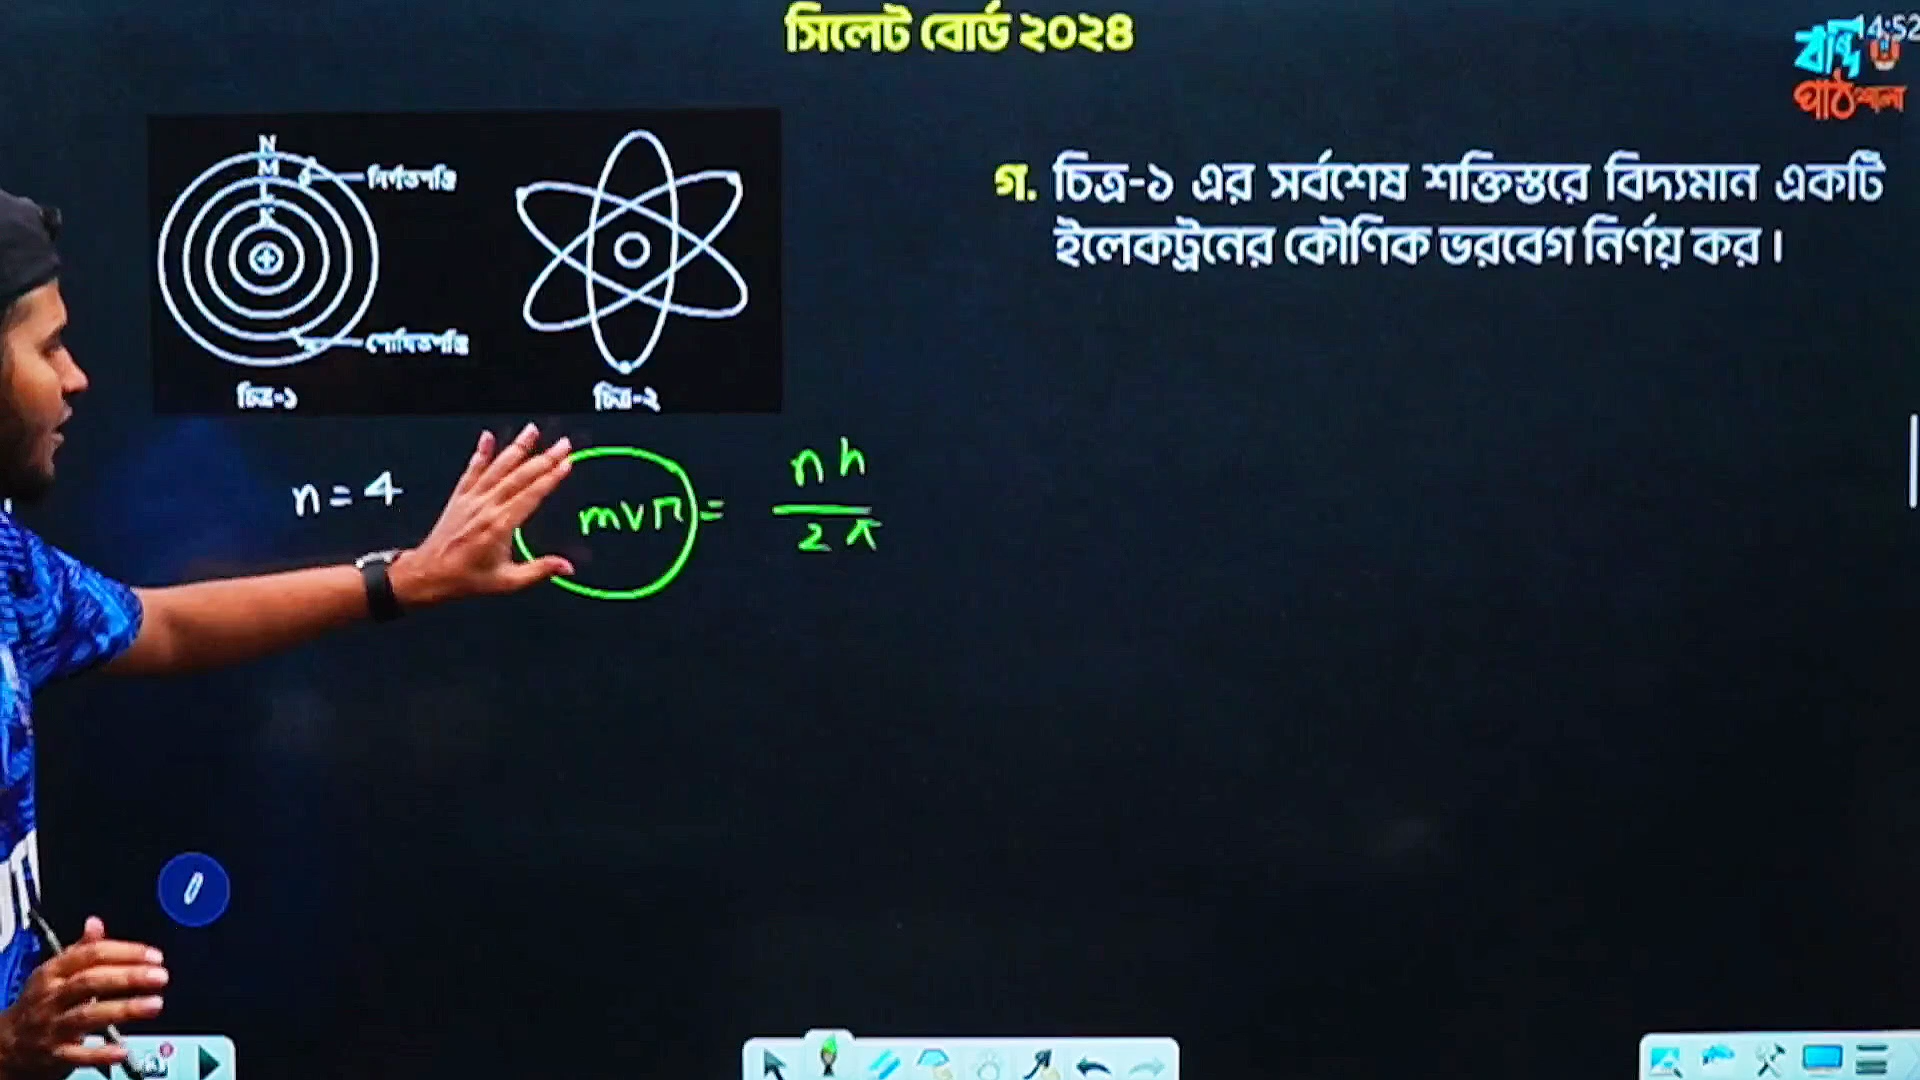 সিলেট বোর্ড ২০২৪
14:52
বন্দি
পাঠশালা
N
M
L
K
+
নির্গতশক্তি
শোষিতশক্তি
চিত্র-১
চিত্র-২
গ. চিত্র-১ এর সর্বশেষ শক্তিস্তরে বিদ্যমান একটি
ইলেকট্রনের কৌণিক ভরবেগ নির্ণয় কর।
n = 4
mvr = nh / 2π